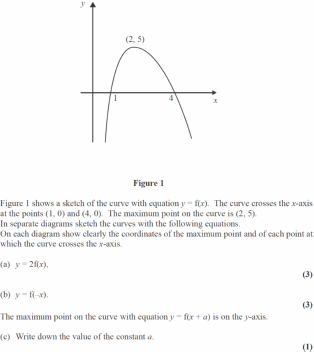 y
(2, 5)
1
4
x
Figure 1
Figure 1 shows a sketch of the curve with equation y = f(x). The curve crosses the x-axis
at the points (1, 0) and (4, 0). The maximum point on the curve is (2, 5).
In separate diagrams sketch the curves with the following equations.
On each diagram show clearly the coordinates of the maximum point and of each point at
which the curve crosses the x-axis.
(a) y = 2f(x),
(3)
(b) y = f(–x).
(3)
The maximum point on the curve with equation y = f(x + a) is on the y-axis.
(c) Write down the value of the constant a.
(1)